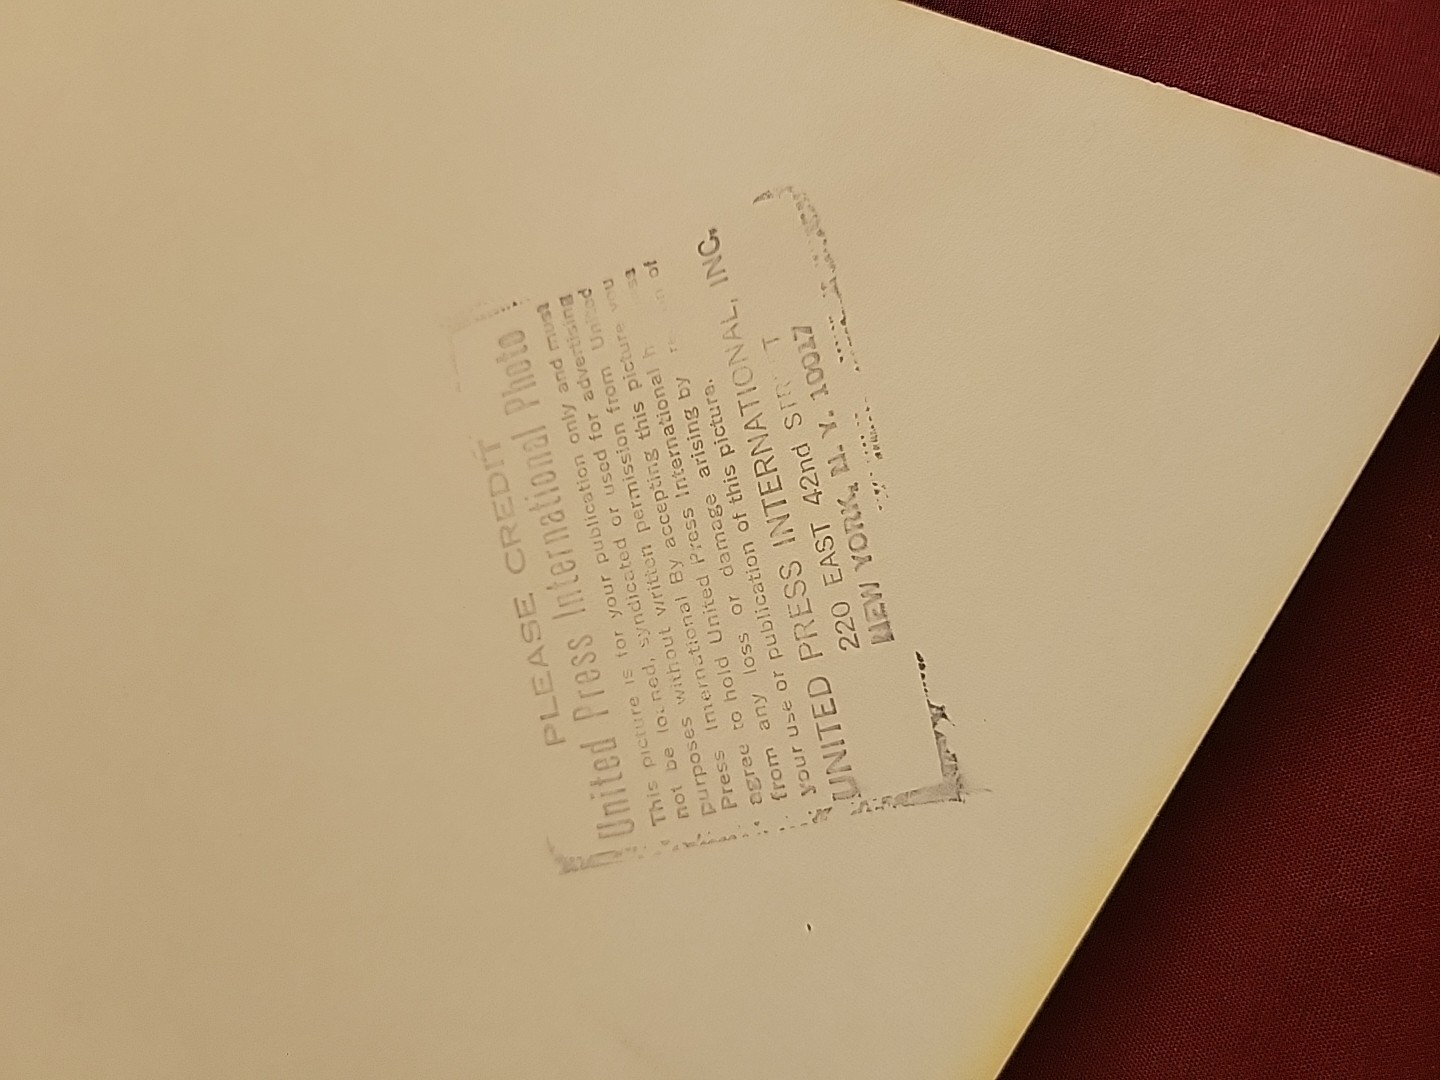 PLEASE CREDIT
United Press International Photo
This picture is for your publication only and must
not be loaned, syndicated or used for advertising
purposes without written permission from United
Press International By accepting this picture you
agree to hold United Press International
from any loss or damage arising by of
your use or publication of this picture.
UNITED PRESS INTERNATIONAL, INC.
220 EAST 42nd STREET
NEW YORK, N. Y. 10017